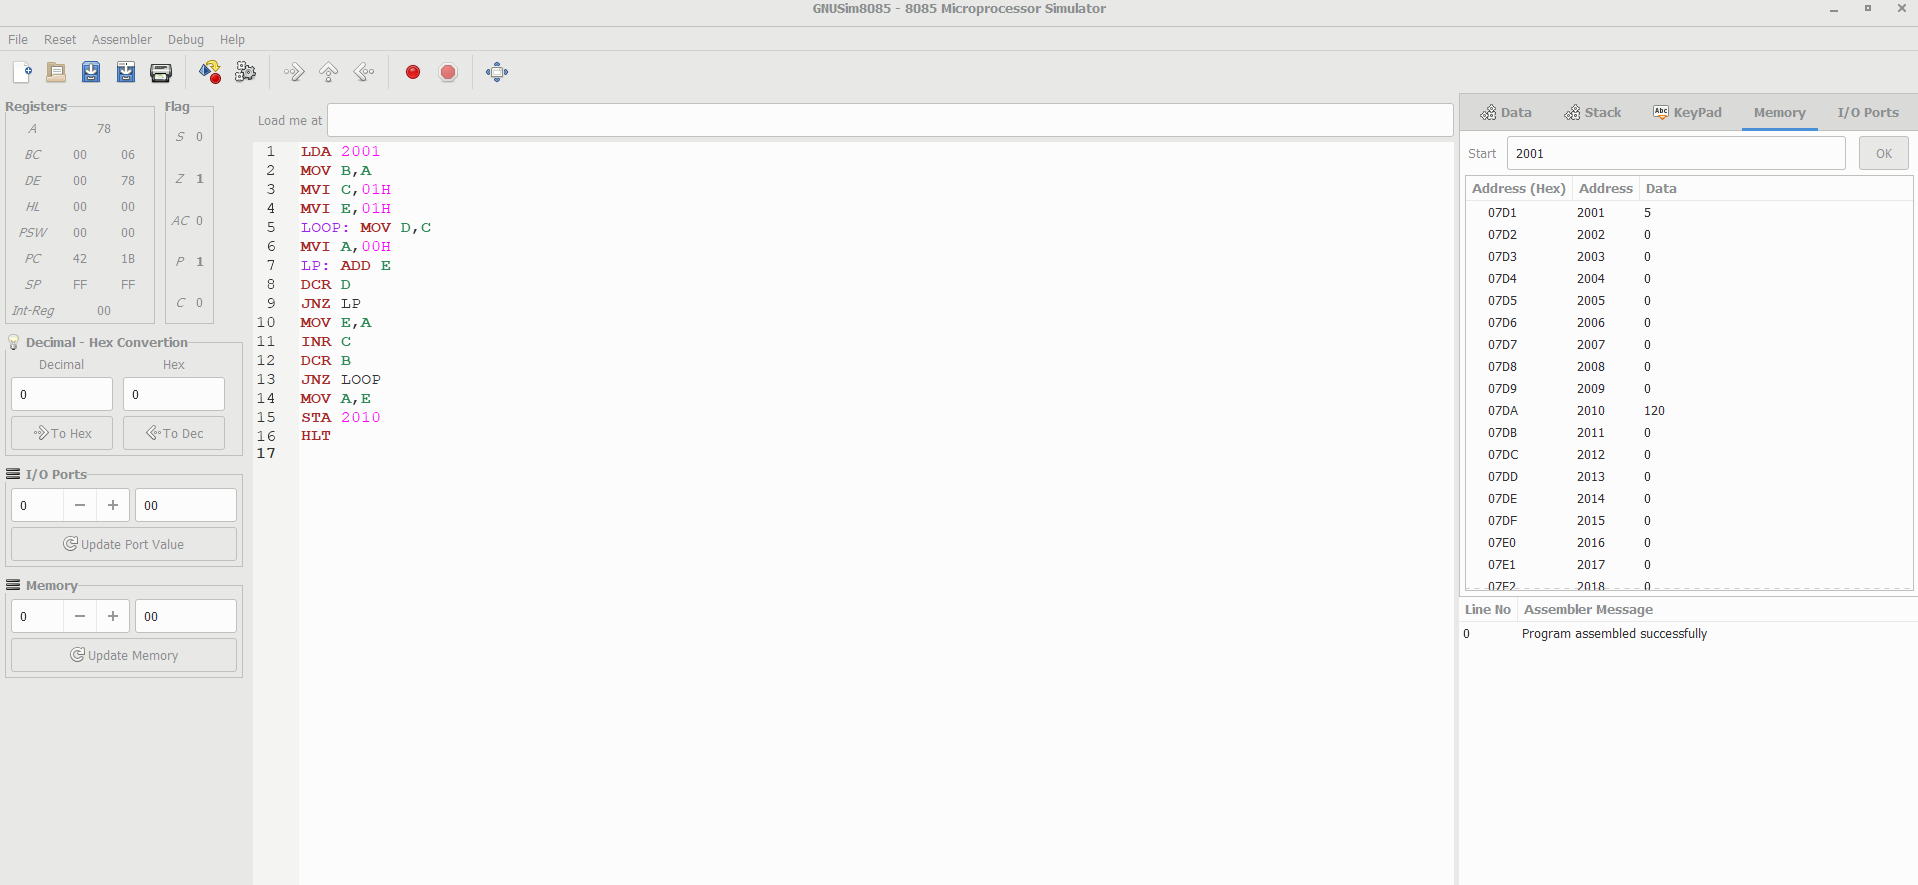 GNUSim8085 - 8085 Microprocessor Simulator
File Reset Assembler Debug Help
Registers
A 78
BC 00 06
DE 00 78
HL 00 00
PSW 00 00
PC 42 1B
SP FF FF
Int-Reg 00
Flag
S 0
Z 1
AC 0
P 1
C 0
Decimal - Hex Convertion
Decimal Hex
0 0
To Hex To Dec
I/O Ports
0 − + 00
Update Port Value
Memory
0 − + 00
Update Memory
Load me at
1 LDA 2001
2 MOV B,A
3 MVI C,01H
4 MVI E,01H
5 LOOP: MOV D,C
6 MVI A,00H
7 LP: ADD E
8 DCR D
9 JNZ LP
10 MOV E,A
11 INR C
12 DCR B
13 JNZ LOOP
14 MOV A,E
15 STA 2010
16 HLT
17
Data Stack Abc KeyPad Memory I/O Ports
Start 2001 OK
Address (Hex) Address Data
07D1 2001 5
07D2 2002 0
07D3 2003 0
07D4 2004 0
07D5 2005 0
07D6 2006 0
07D7 2007 0
07D8 2008 0
07D9 2009 0
07DA 2010 120
07DB 2011 0
07DC 2012 0
07DD 2013 0
07DE 2014 0
07DF 2015 0
07E0 2016 0
07E1 2017 0
07E2 2018 0
Line No Assembler Message
0 Program assembled successfully